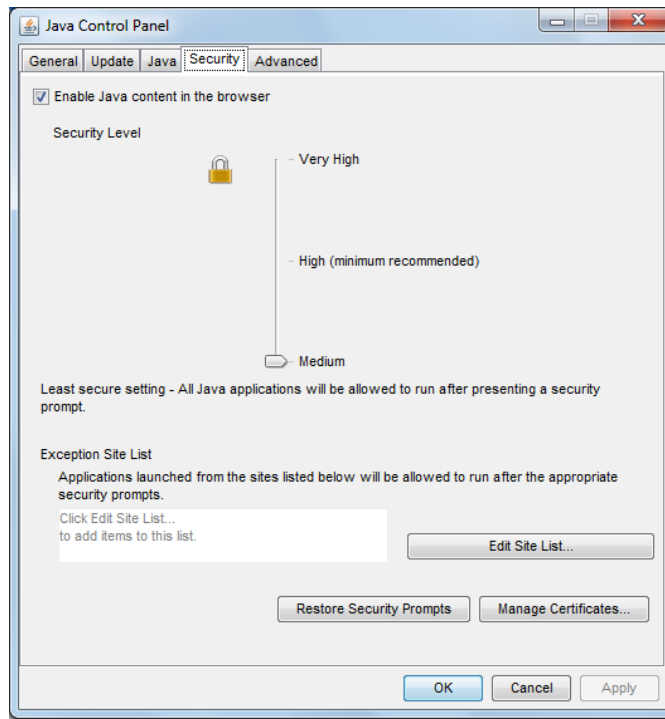 Java Control Panel
General Update Java Security Advanced
Enable Java content in the browser
Security Level
- Very High
- High (minimum recommended)
- Medium
Least secure setting - All Java applications will be allowed to run after presenting a security
prompt.
Exception Site List
Applications launched from the sites listed below will be allowed to run after the appropriate
security prompts.
Click Edit Site List...
to add items to this list.
Edit Site List...
Restore Security Prompts Manage Certificates...
OK Cancel Apply